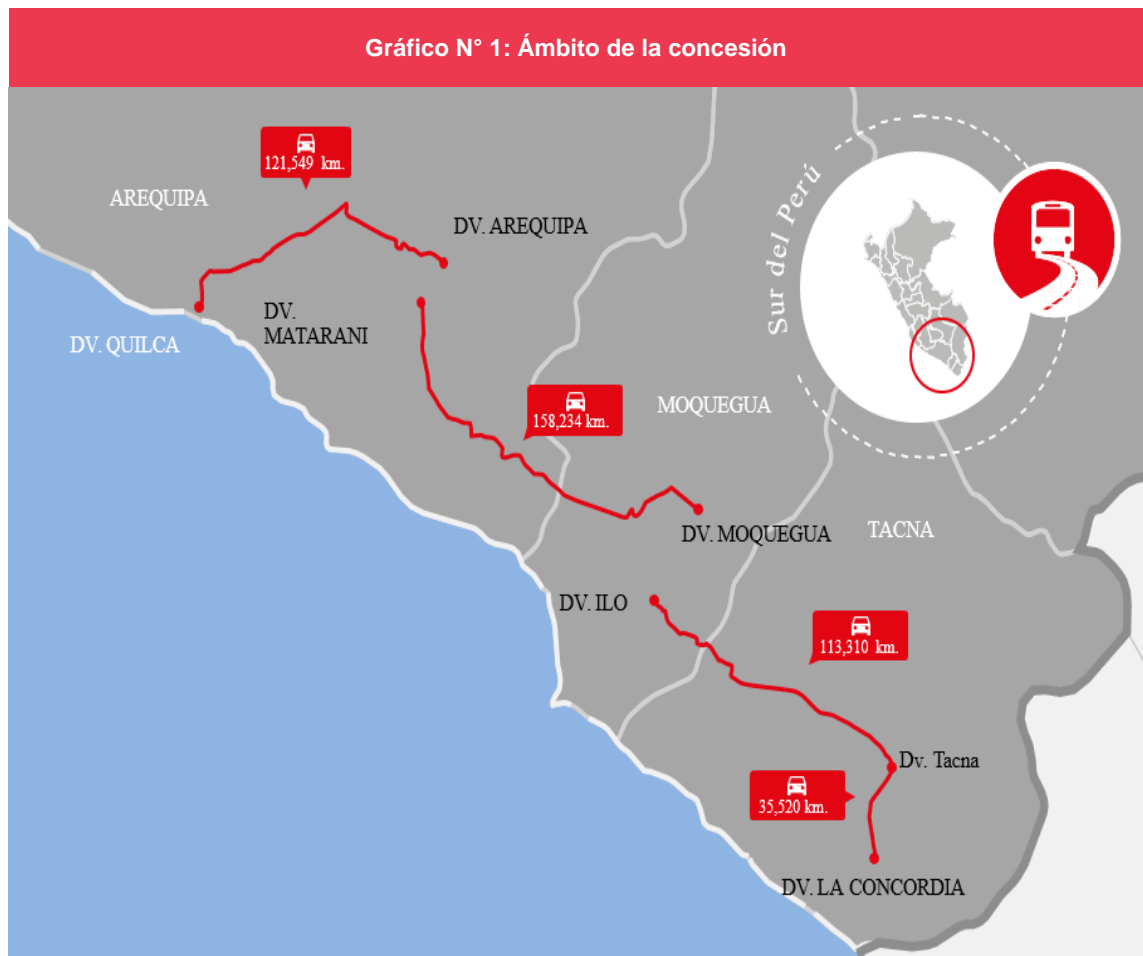 Gráfico N° 1: Ámbito de la concesión
121,549 km.
AREQUIPA
DV. AREQUIPA
Sur del Perú
DV.
MATARANI
DV. QUILCA
158,234 km.
MOQUEGUA
DV. MOQUEGUA
TACNA
DV. ILO
113,310 km.
Dv. Tacna
35,520 km.
DV. LA CONCORDIA